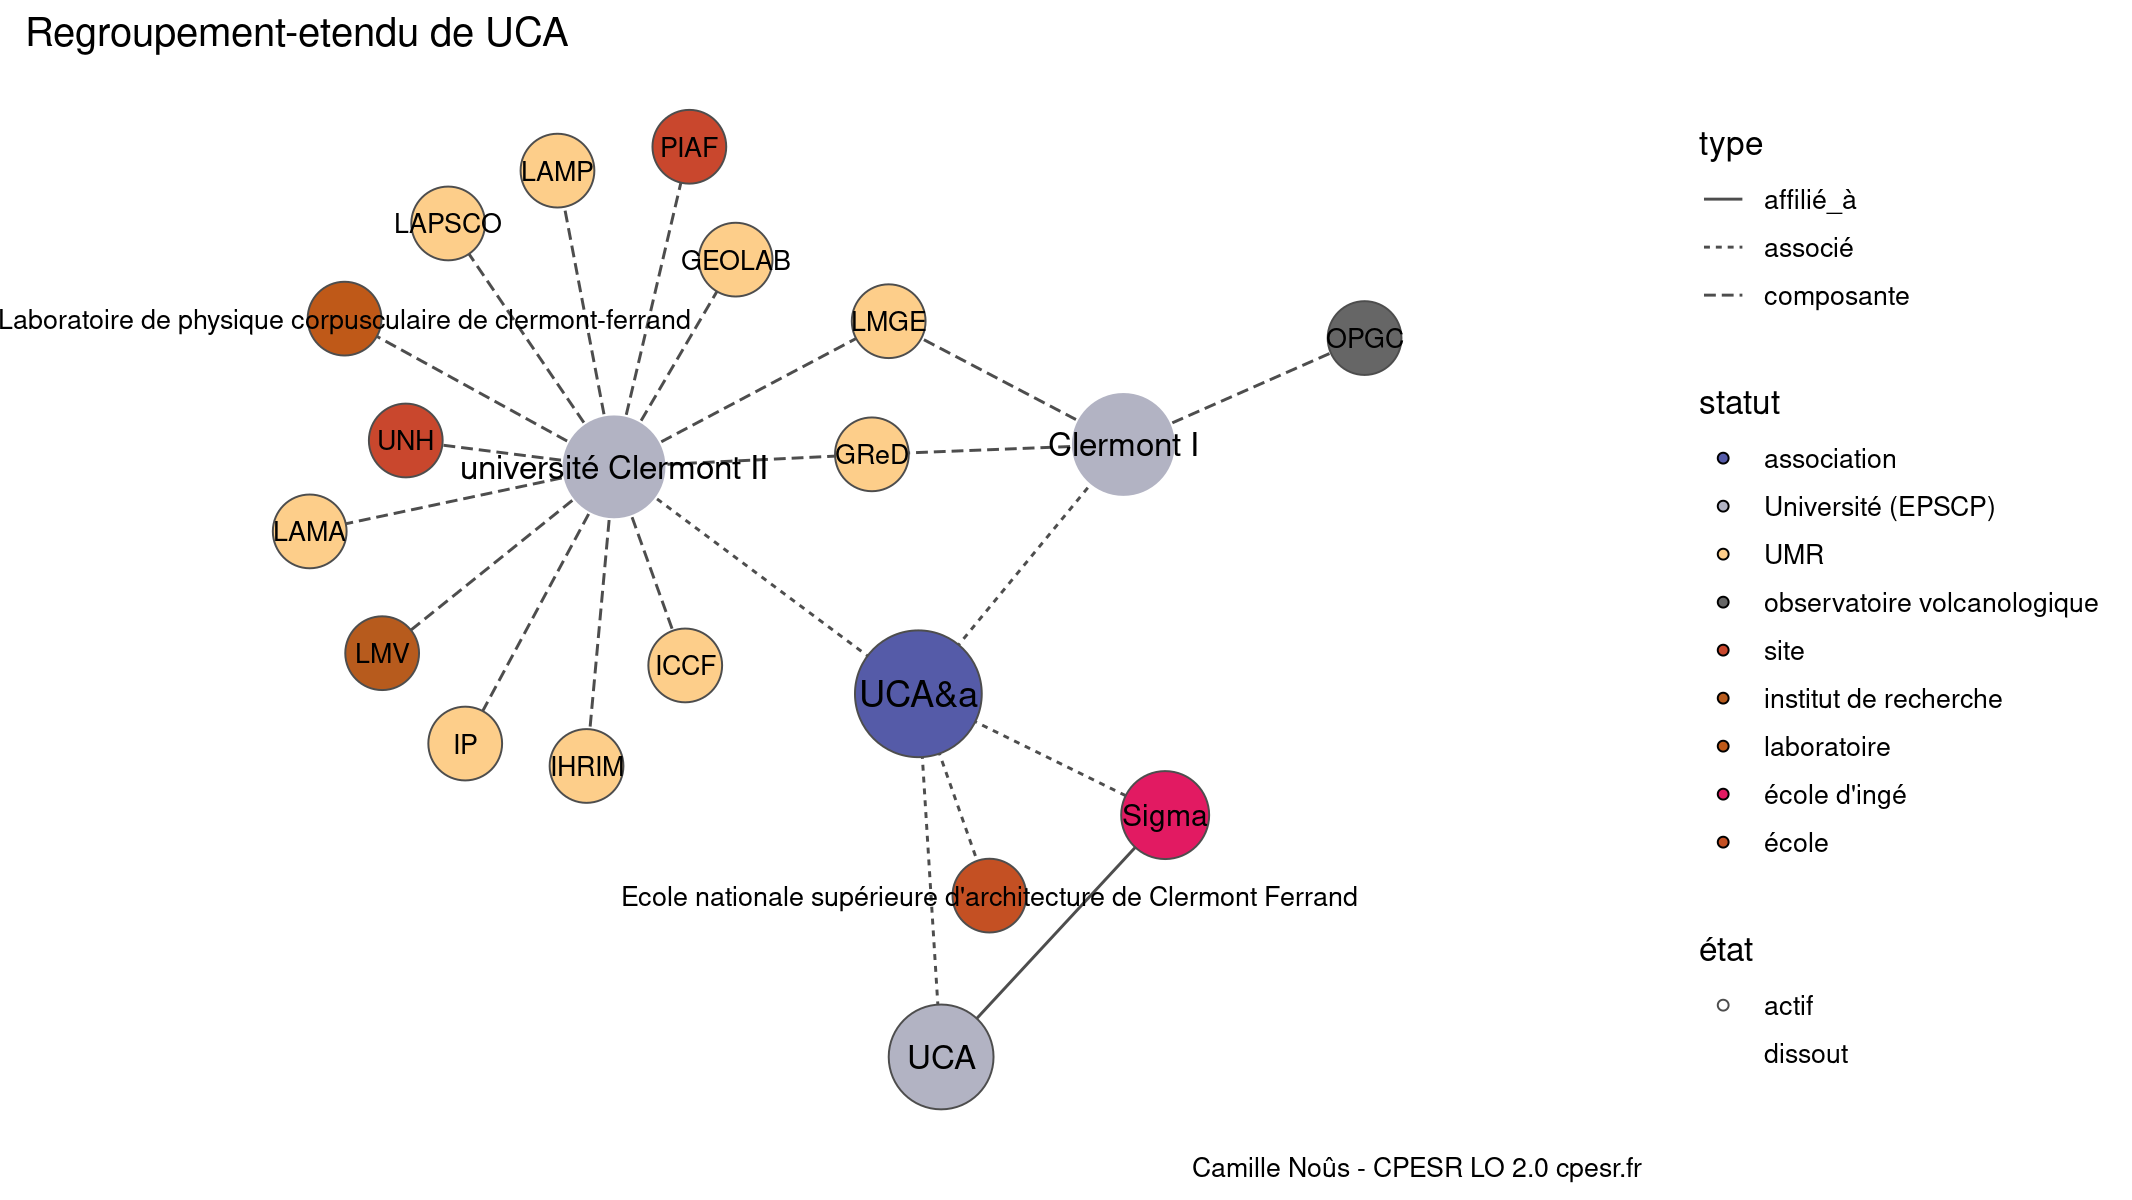 Regroupement-etendu de UCA
PIAF
LAMP
LAPSCO
GEOLAB
Laboratoire de physique corpusculaire de clermont-ferrand
LMGE
OPGC
UNH
université Clermont II
GReD
Clermont I
LAMA
LMV
ICCF
UCA&a
IP
IHRIM
Sigma
Ecole nationale supérieure d'architecture de Clermont Ferrand
UCA
type
affilié_à
associé
composante
statut
association
Université (EPSCP)
UMR
observatoire volcanologique
site
institut de recherche
laboratoire
école d'ingé
école
état
actif
dissout
Camille Noûs - CPESR LO 2.0 cpesr.fr